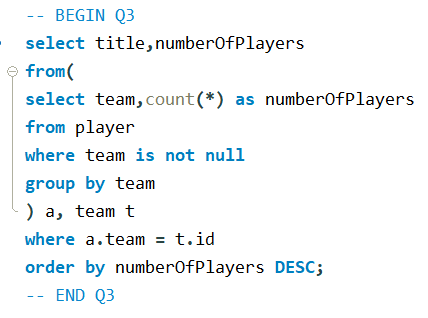 -- BEGIN Q3
select title,numberOfPlayers
from(
select team,count(*) as numberOfPlayers
from player
where team is not null
group by team
) a, team t
where a.team = t.id
order by numberOfPlayers DESC;
-- END Q3